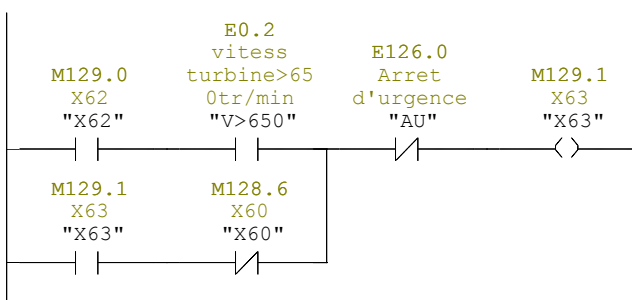 E0.2
vitess
E126.0
M129.0 turbine>65 Arret M129.1
X62 0tr/min d'urgence X63
"X62" "V>650" "AU" "X63"
M129.1 M128.6
X63 X60
"X63" "X60"